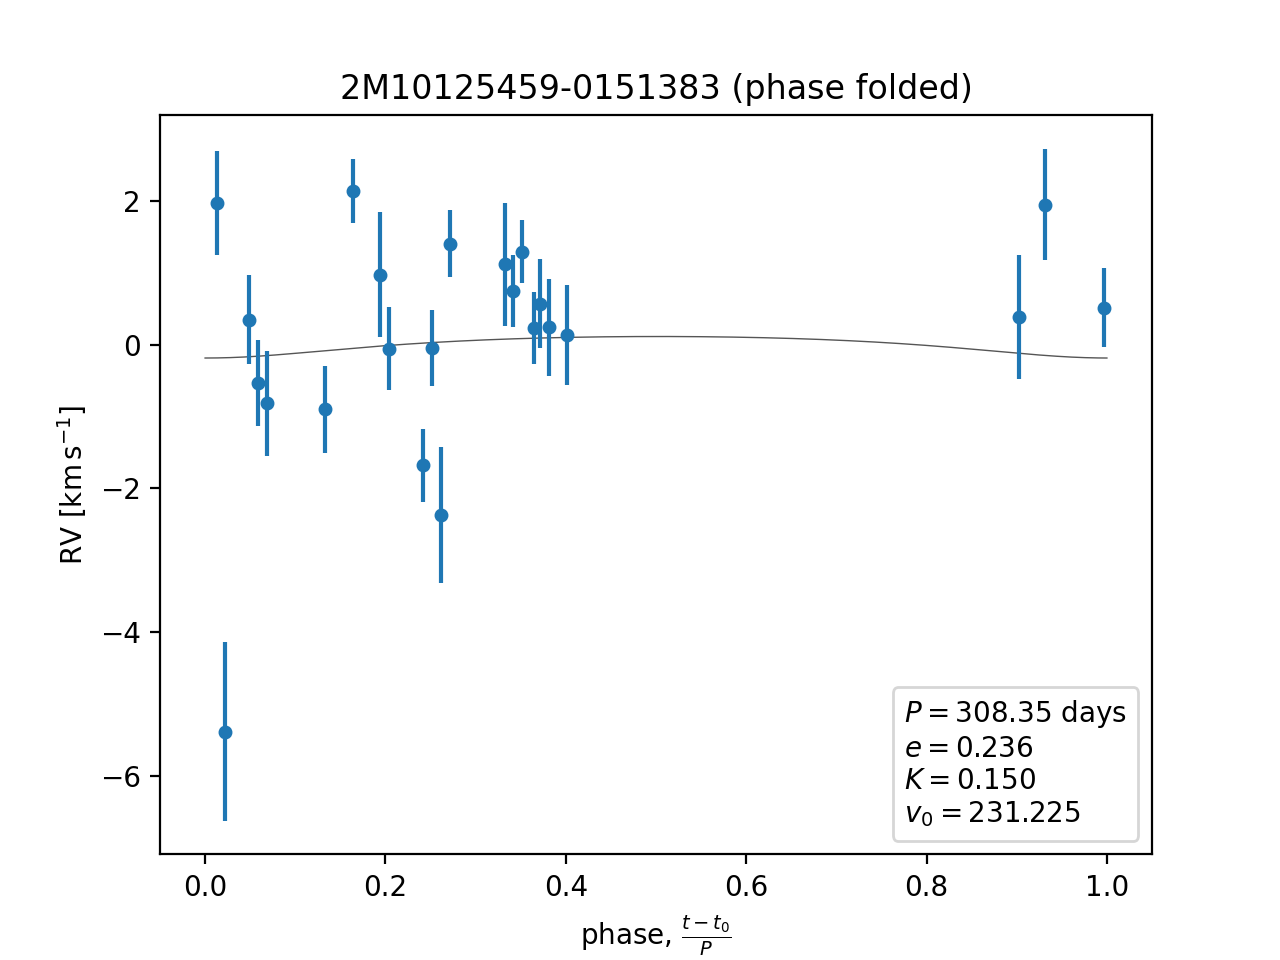 2M10125459-0151383 (phase folded)
2
0
−2
−4
−6
RV [km s⁻¹]
P = 308.35 days
e = 0.236
K = 0.150
v₀ = 231.225
0.0 0.2 0.4 0.6 0.8 1.0
phase, (t − t₀)/P